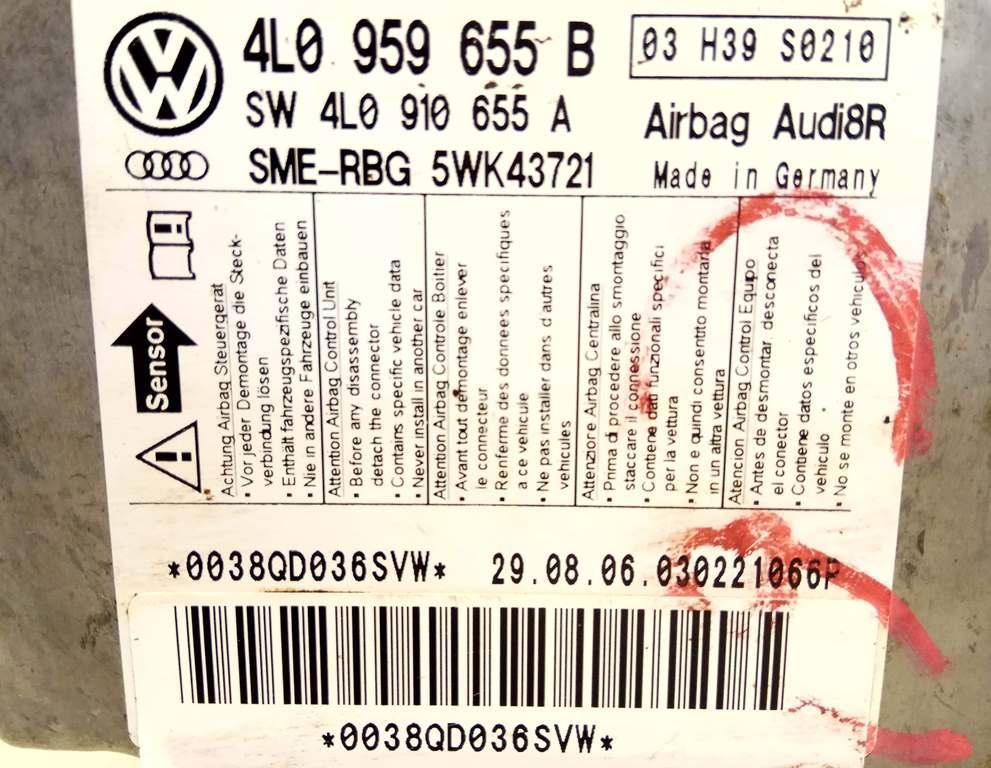 4L0 959 655 B
03 H39 S0210
SW 4L0 910 655 A
Airbag Audi8R
SME-RBG 5WK43721
Made in Germany
Sensor
Achtung Airbag Steuergerät
• Vor jeder Demontage die Steck-
verbindung lösen
• Enthält fahrzeugspezifische Daten
• Nie in andere Fahrzeuge einbauen
Attention Airbag Control Unit
• Before any disassembly
detach the connector
• Contains specific vehicle data
• Never install in another car
Attention Airbag Controle Boitier
• Avant tout démontage enlever
le connecteur
• Renferme des donnees specifiques
a ce vehicule
• Ne pas installer dans d'autres
vehicules
Attenzione Airbag Centralina
• Prima di procedere allo smontaggio
staccare il connessione
• Contiene dati funzionali specifici
per la vettura
• Non e quindi consentito montarla
in un altra vettura
Atencion Airbag Control Equipo
• Antes de desmontar, desconecta
el conector
• Contiene datos especificos del
vehiculo
• No se monte en otros vehiculos
*0038QD036SVW*
29.08.06.030221066P
*0038QD036SVW*